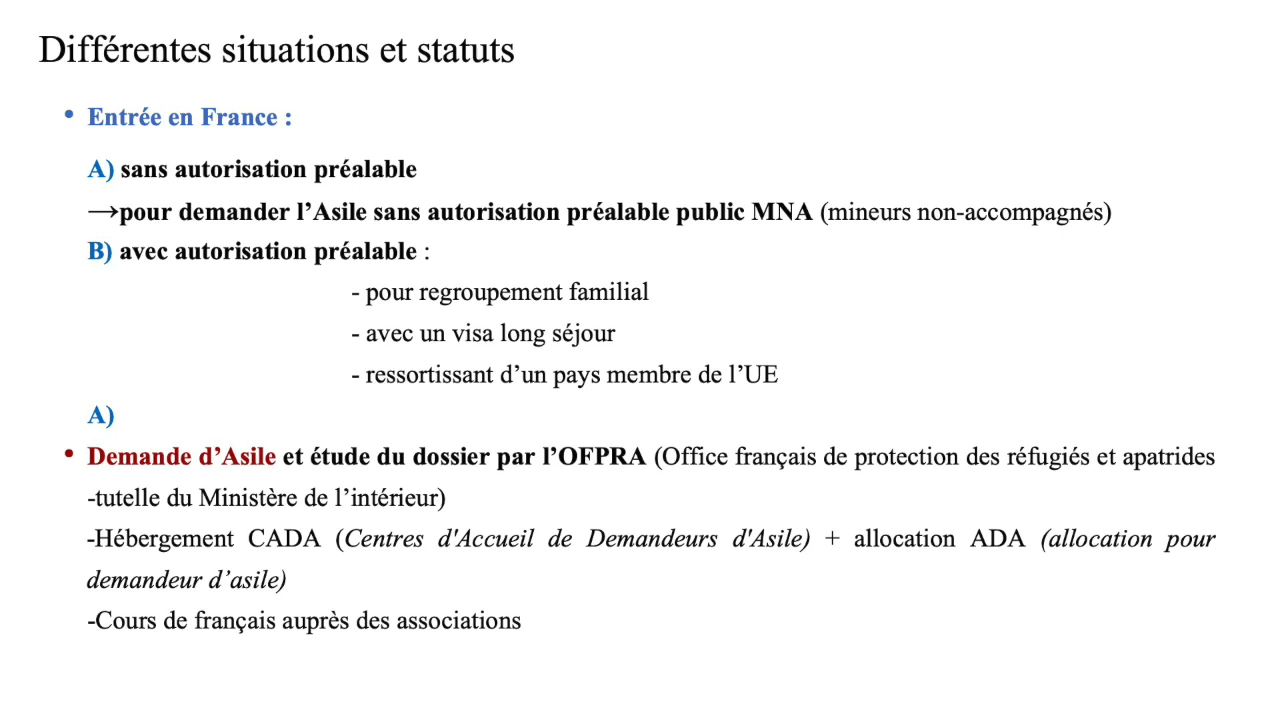 Différentes situations et statuts
• Entrée en France :
A) sans autorisation préalable
→pour demander l’Asile sans autorisation préalable public MNA (mineurs non-accompagnés)
B) avec autorisation préalable :
- pour regroupement familial
- avec un visa long séjour
- ressortissant d’un pays membre de l’UE
A)
• Demande d’Asile et étude du dossier par l’OFPRA (Office français de protection des réfugiés et apatrides
-tutelle du Ministère de l’intérieur)
-Hébergement CADA (Centres d'Accueil de Demandeurs d'Asile) + allocation ADA (allocation pour
demandeur d’asile)
-Cours de français auprès des associations